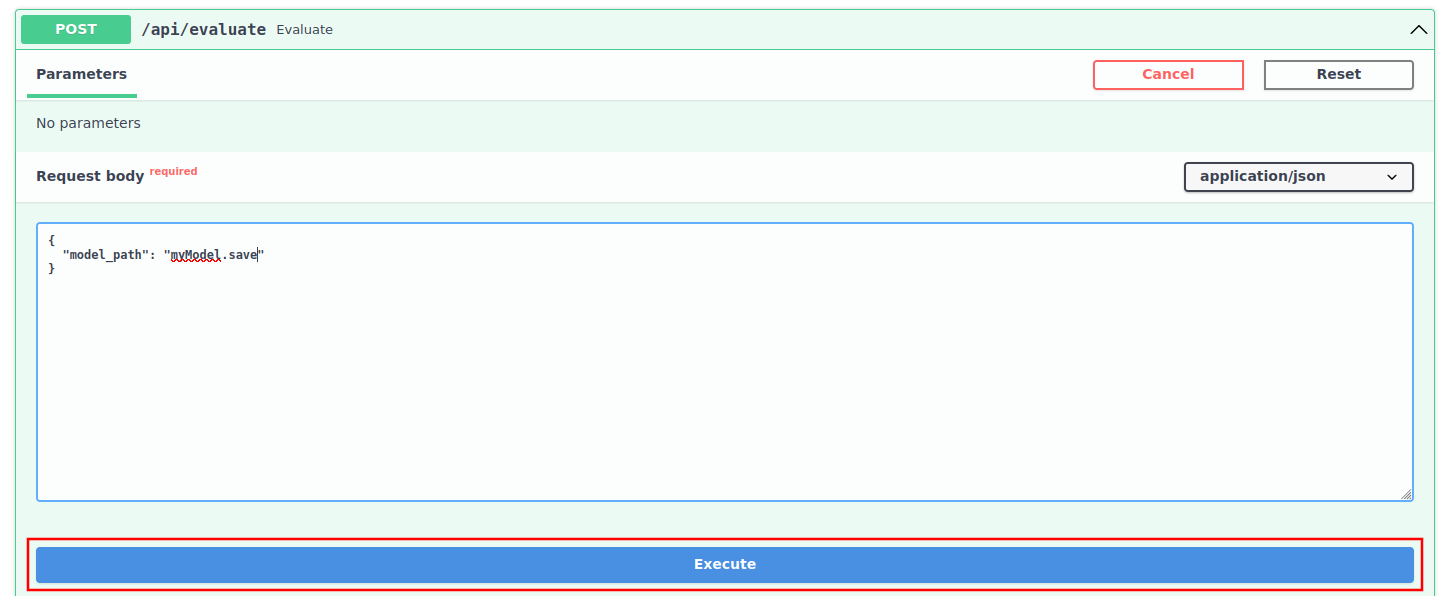 POST /api/evaluate Evaluate
Parameters Cancel Reset
No parameters
Request body required application/json
{
"model_path": "myModel.save"
}
Execute